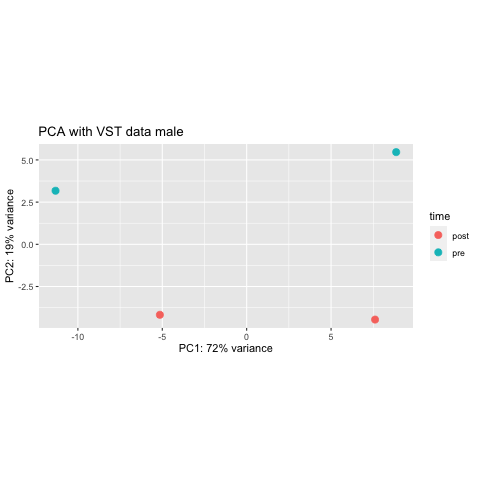 PCA with VST data male
5.0
2.5
0.0
-2.5
-10
-5
0
5
PC1: 72% variance
PC2: 19% variance
time
post
pre